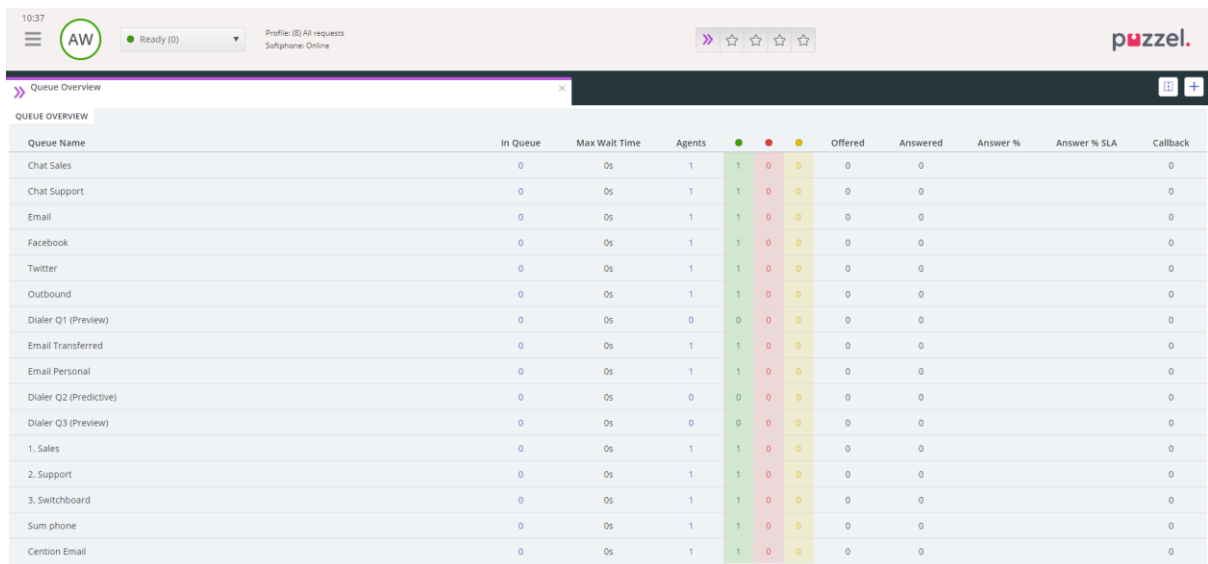 10:37
AW
Ready (0)
Profile: (8) All requests
Softphone: Online
puzzel.
Queue Overview
QUEUE OVERVIEW
Queue Name In Queue Max Wait Time Agents Offered Answered Answer % Answer % SLA Callback
Chat Sales 0 0s 1 1 0 0 0 0 0
Chat Support 0 0s 1 1 0 0 0 0 0
Email 0 0s 1 1 0 0 0 0 0
Facebook 0 0s 1 1 0 0 0 0 0
Twitter 0 0s 1 1 0 0 0 0 0
Outbound 0 0s 1 1 0 0 0 0 0
Dialer Q1 (Preview) 0 0s 0 0 0 0 0 0 0
Email Transferred 0 0s 1 1 0 0 0 0 0
Email Personal 0 0s 1 1 0 0 0 0 0
Dialer Q2 (Predictive) 0 0s 0 0 0 0 0 0 0
Dialer Q3 (Preview) 0 0s 0 0 0 0 0 0 0
1. Sales 0 0s 1 1 0 0 0 0 0
2. Support 0 0s 1 1 0 0 0 0 0
3. Switchboard 0 0s 1 1 0 0 0 0 0
Sum phone 0 0s 1 1 0 0 0 0 0
Cention Email 0 0s 1 1 0 0 0 0 0